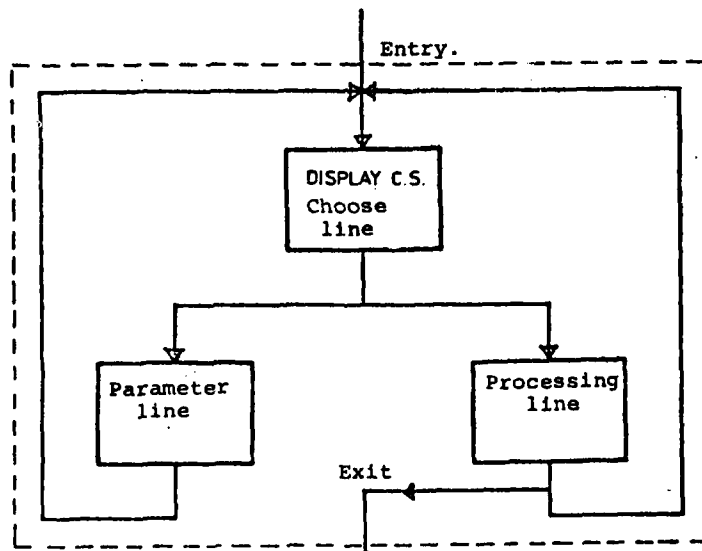 Entry.
DISPLAY C.S.
Choose
line
Parameter
line
Processing
line
Exit